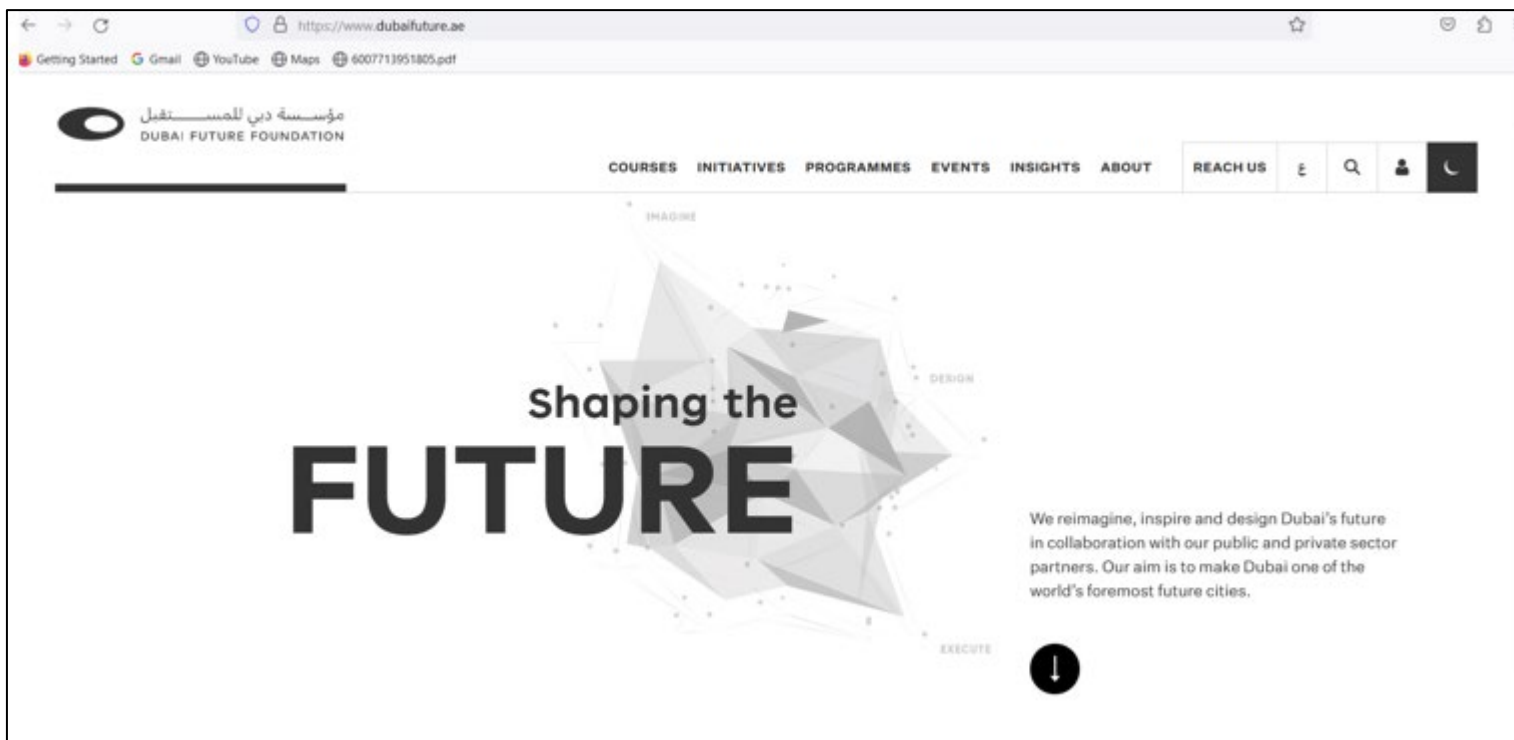 https://www.dubaifuture.ae
Getting Started Gmail YouTube Maps 6007713951805.pdf
مؤسسة دبي للمستقبل
DUBAI FUTURE FOUNDATION
COURSES INITIATIVES PROGRAMMES EVENTS INSIGHTS ABOUT REACH US ع
IMAGINE
DESIGN
Shaping the
FUTURE
We reimagine, inspire and design Dubai's future
in collaboration with our public and private sector
partners. Our aim is to make Dubai one of the
world's foremost future cities.
EXECUTE